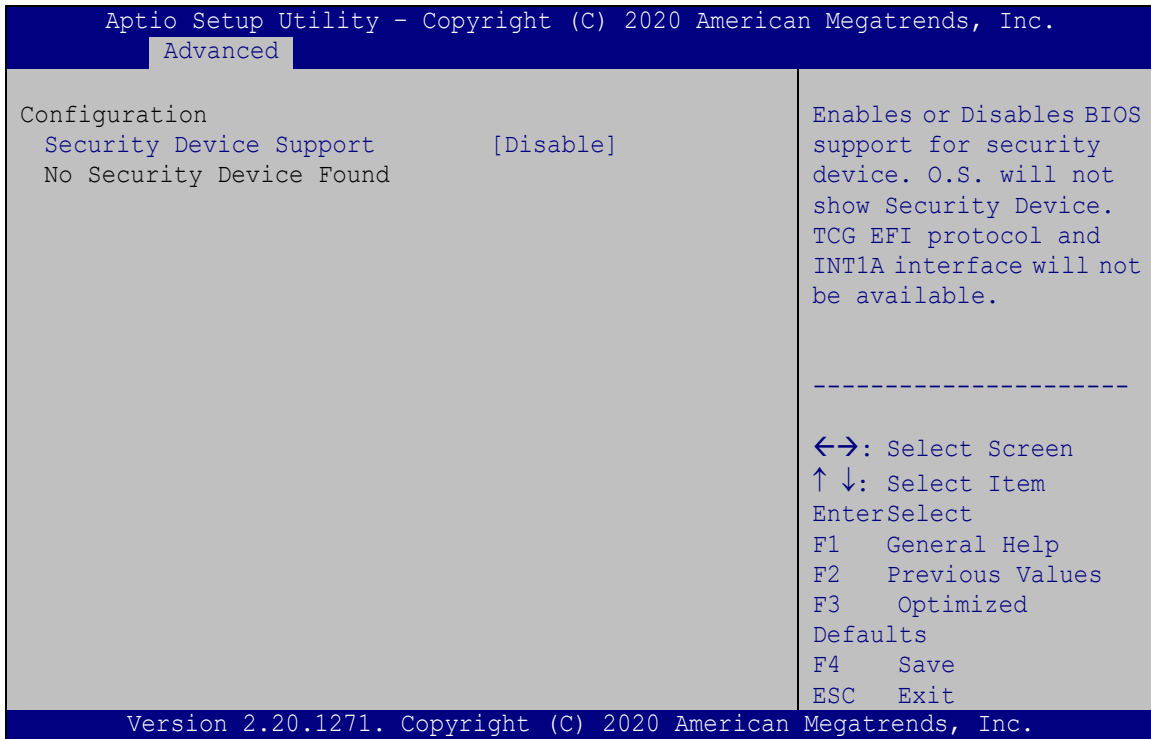 Aptio Setup Utility – Copyright (C) 2020 American Megatrends, Inc.
Advanced
Configuration
Security Device Support [Disable]
No Security Device Found
Enables or Disables BIOS
support for security
device. O.S. will not
show Security Device.
TCG EFI protocol and
INT1A interface will not
be available.
----------------------
←→: Select Screen
↑ ↓: Select Item
EnterSelect
F1 General Help
F2 Previous Values
F3 Optimized
Defaults
F4 Save
ESC Exit
Version 2.20.1271. Copyright (C) 2020 American Megatrends, Inc.